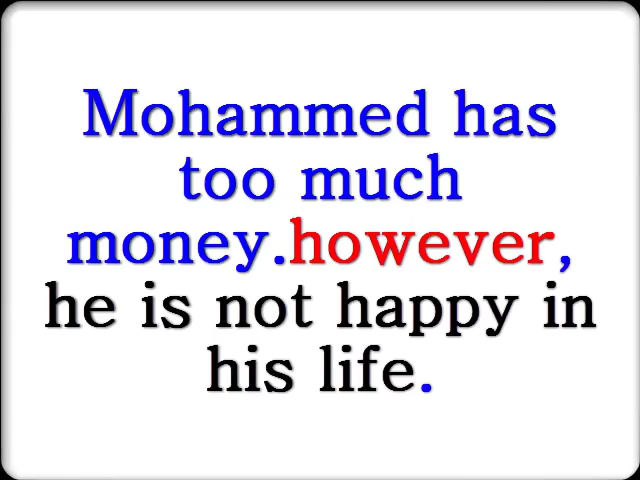 Mohammed has
too much
money.however,
he is not happy in
his life.